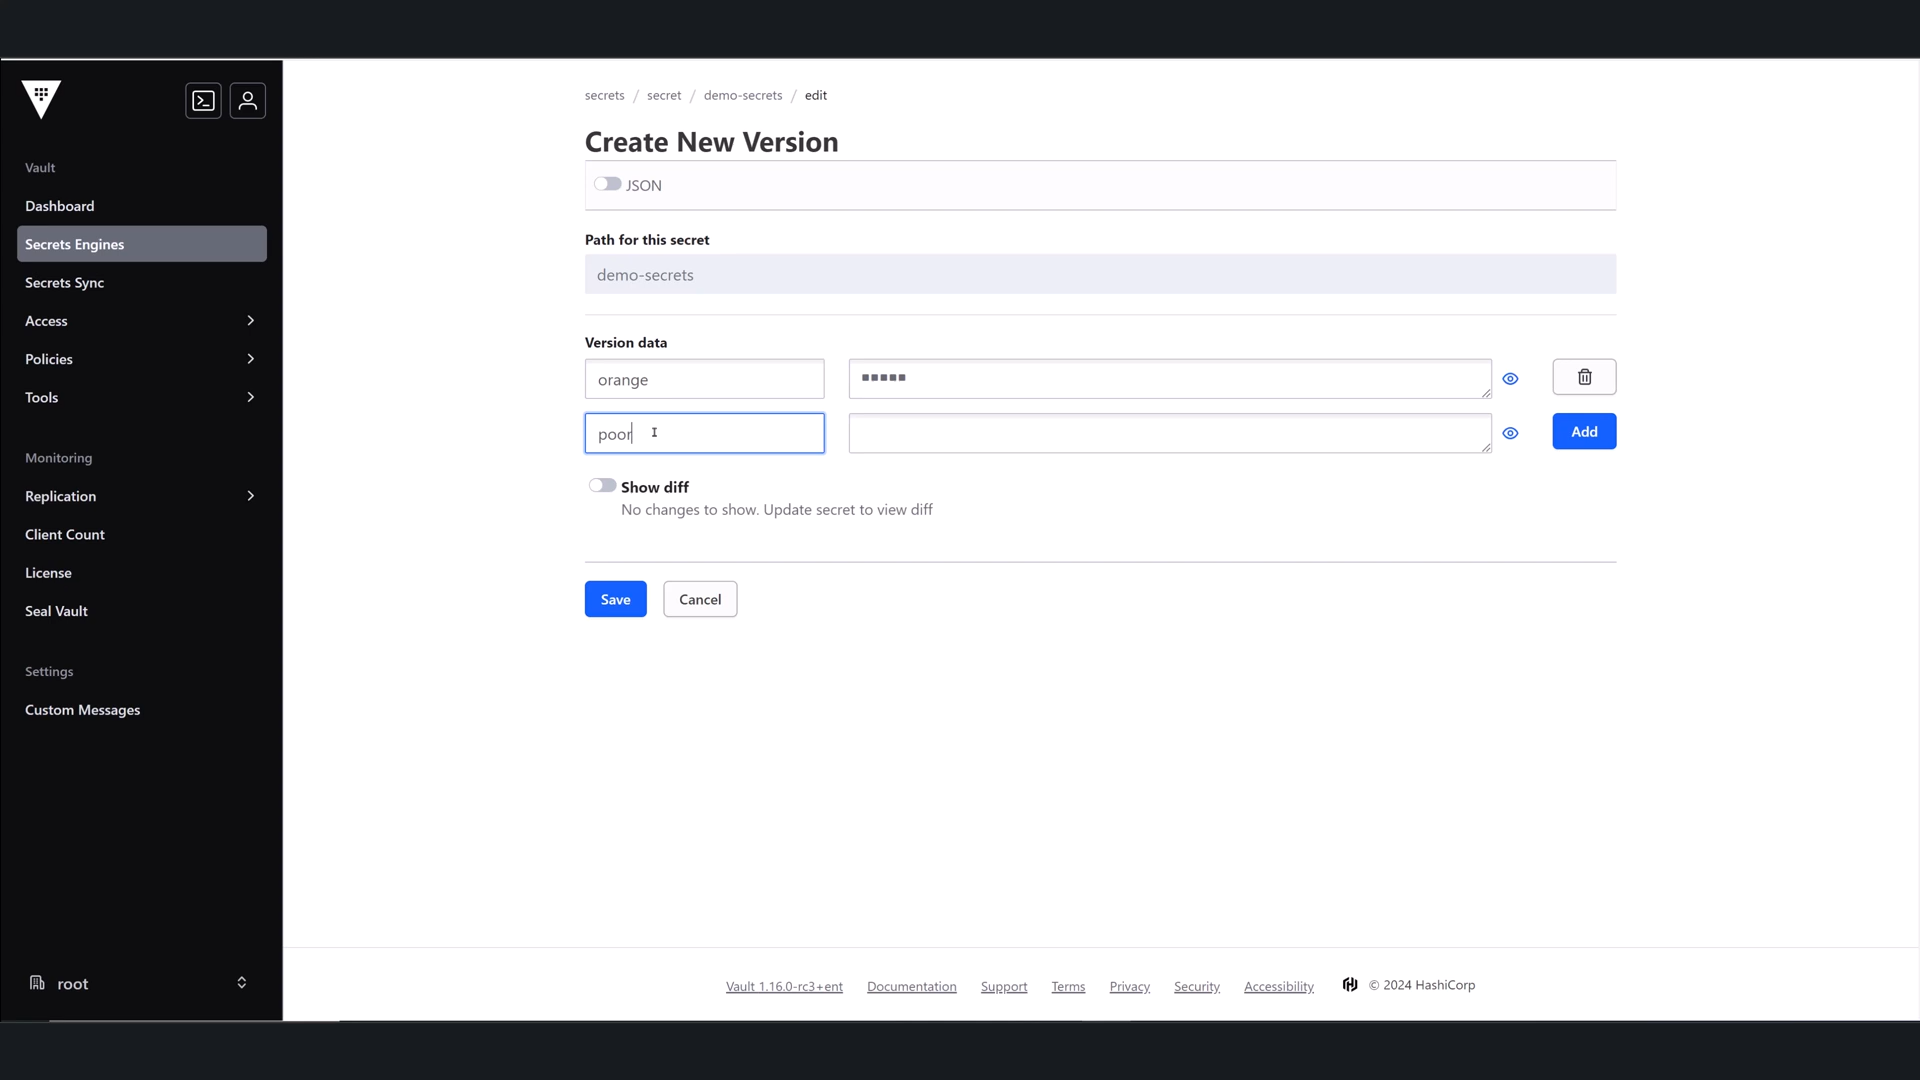 secrets / secret / demo-secrets / edit
Create New Version
JSON
Path for this secret
demo-secrets
Version data
orange
poor
Add
Show diff
No changes to show. Update secret to view diff
Save
Cancel
Vault
Dashboard
Secrets Engines
Secrets Sync
Access
Policies
Tools
Monitoring
Replication
Client Count
License
Seal Vault
Settings
Custom Messages
root
Vault 1.16.0-rc3+ent Documentation Support Terms Privacy Security Accessibility © 2024 HashiCorp